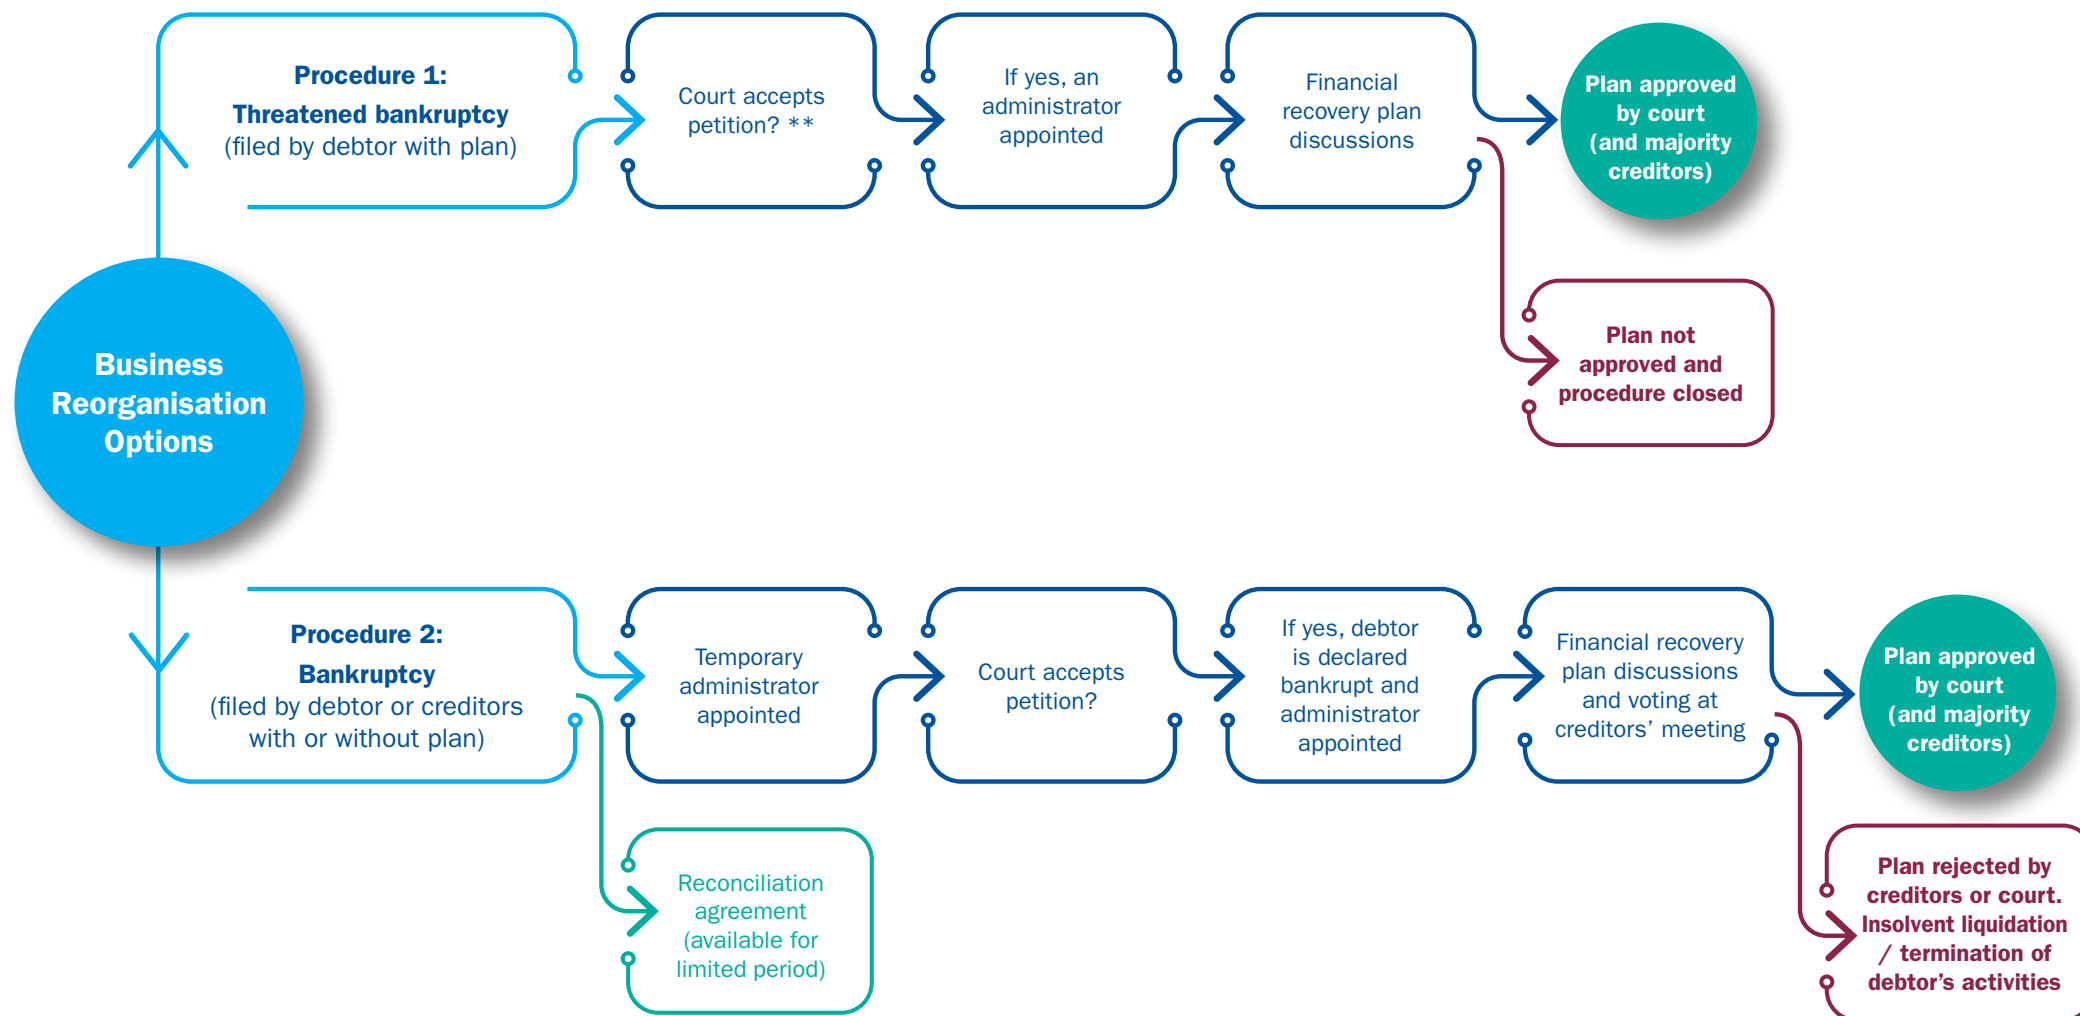 Procedure 1:
Threatened bankruptcy
(filed by debtor with plan)
Court accepts
petition? **
If yes, an
administrator
appointed
Financial
recovery plan
discussions
Plan approved
by court
(and majority
creditors)
Plan not
approved and
procedure closed
Business
Reorganisation
Options
Procedure 2:
Bankruptcy
(filed by debtor or creditors
with or without plan)
Temporary
administrator
appointed
Court accepts
petition?
If yes, debtor
is declared
bankrupt and
administrator
appointed
Financial recovery
plan discussions
and voting at
creditors’ meeting
Plan approved
by court
(and majority
creditors)
Reconciliation
agreement
(available for
limited period)
Plan rejected by
creditors or court.
Insolvent liquidation
/ termination of
debtor’s activities